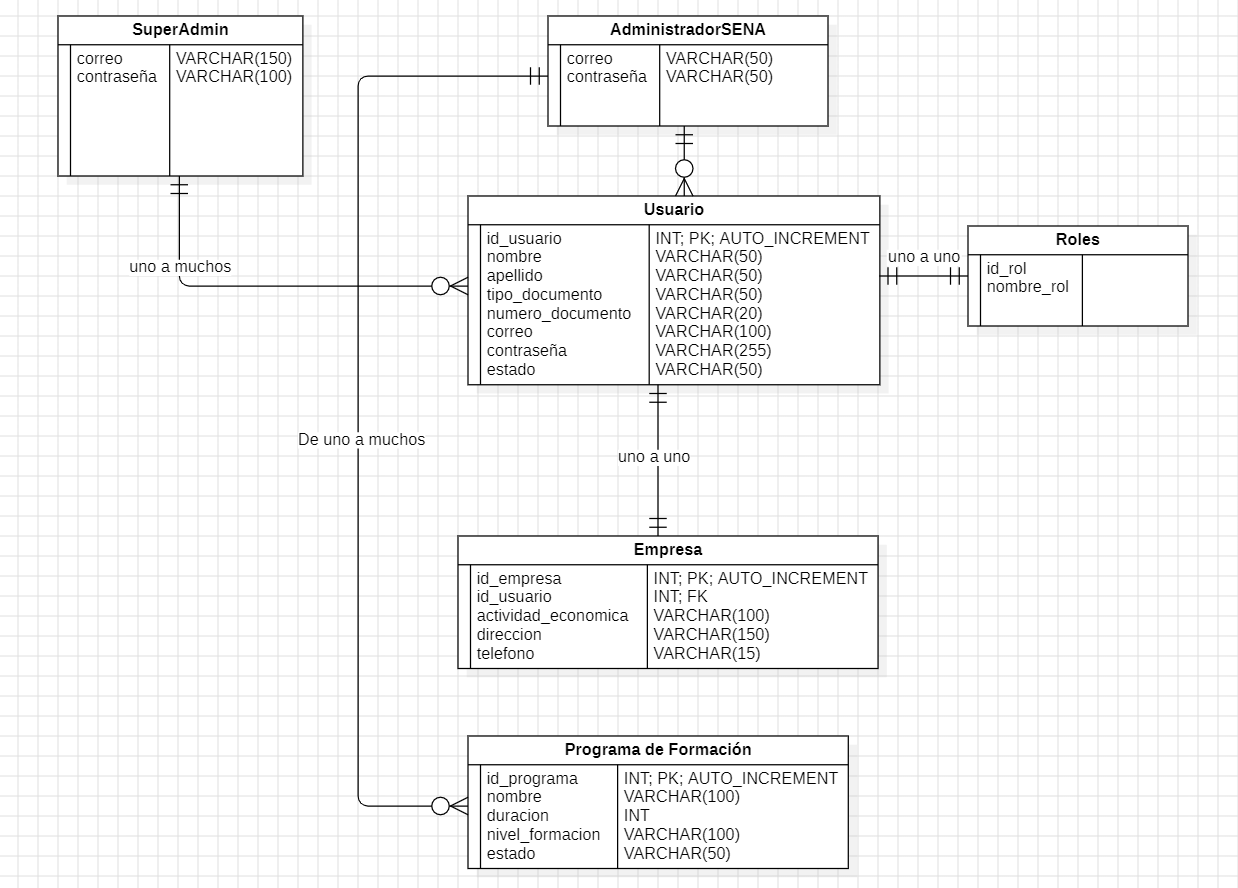 SuperAdmin
correo VARCHAR(150)
contraseña VARCHAR(100)
AdministradorSENA
correo VARCHAR(50)
contraseña VARCHAR(50)
uno a muchos
Usuario
id_usuario INT; PK; AUTO_INCREMENT
nombre VARCHAR(50)
apellido VARCHAR(50)
tipo_documento VARCHAR(50)
numero_documento VARCHAR(20)
correo VARCHAR(100)
contraseña VARCHAR(255)
estado VARCHAR(50)
uno a uno
Roles
id_rol
nombre_rol
De uno a muchos
uno a uno
Empresa
id_empresa INT; PK; AUTO_INCREMENT
id_usuario INT; FK
actividad_economica VARCHAR(100)
direccion VARCHAR(150)
telefono VARCHAR(15)
Programa de Formación
id_programa INT; PK; AUTO_INCREMENT
nombre VARCHAR(100)
duracion INT
nivel_formacion VARCHAR(100)
estado VARCHAR(50)